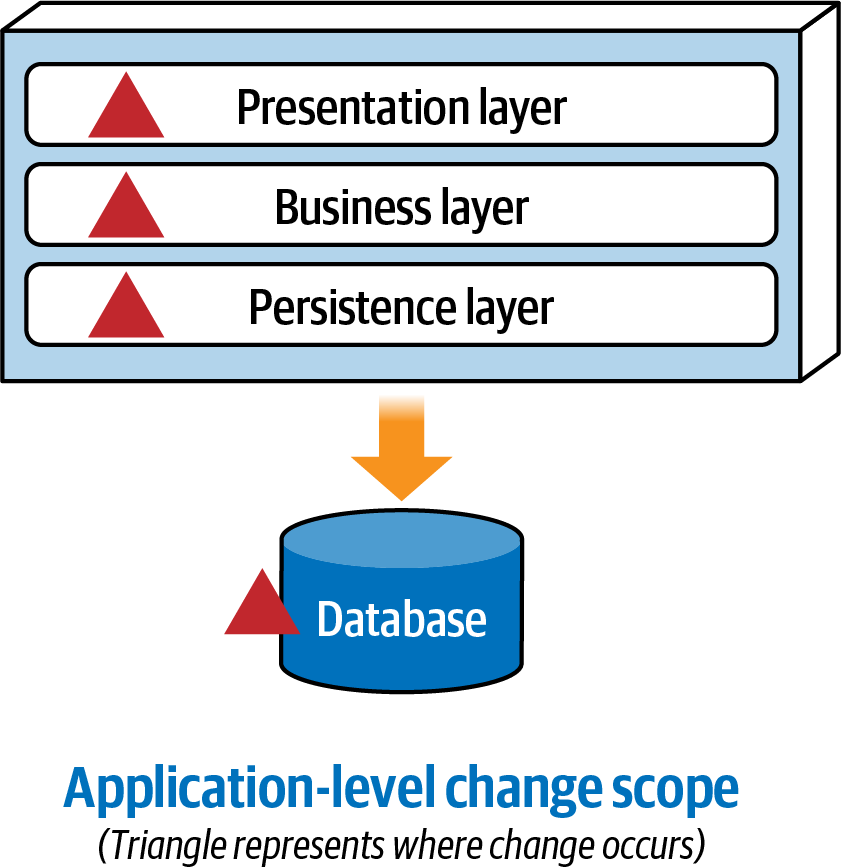 Presentation layer
Business layer
Persistence layer
Database
Application-level change scope
(Triangle represents where change occurs)